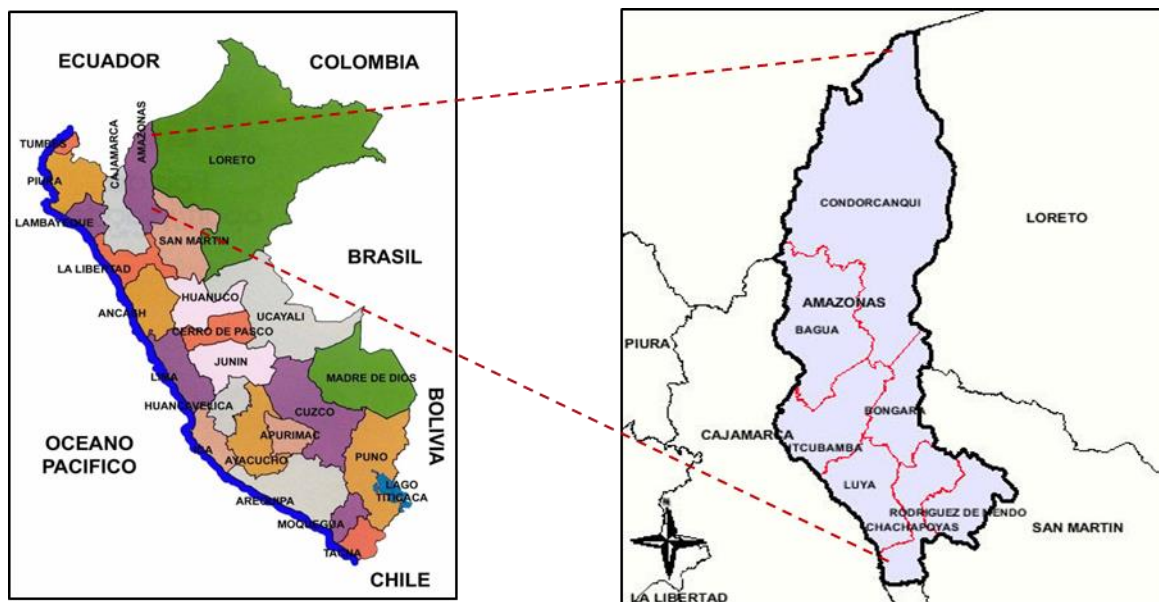 ECUADOR
COLOMBIA
TUMBES
CAJAMARCA
AMAZONAS
LORETO
PIURA
LAMBAYEQUE
SAN MARTIN
BRASIL
LA LIBERTAD
HUANUCO
UCAYALI
ANCASH
CERRO DE PASCO
JUNIN
LIMA
MADRE DE DIOS
HUANCAVELICA
CUZCO
BOLIVIA
OCEANO
PACIFICO
ICA
APURIMAC
AYACUCHO
PUNO
LAGO
TITICACA
AREQUIPA
MOQUEGUA
TACNA
CHILE
CONDORCANQUI
LORETO
AMAZONAS
BAGUA
PIURA
BONGARA
CAJAMARCA
UTCUBAMBA
LUYA
RODRIGUEZ DE MENDO
CHACHAPOYAS
SAN MARTIN
LA LIBERTAD